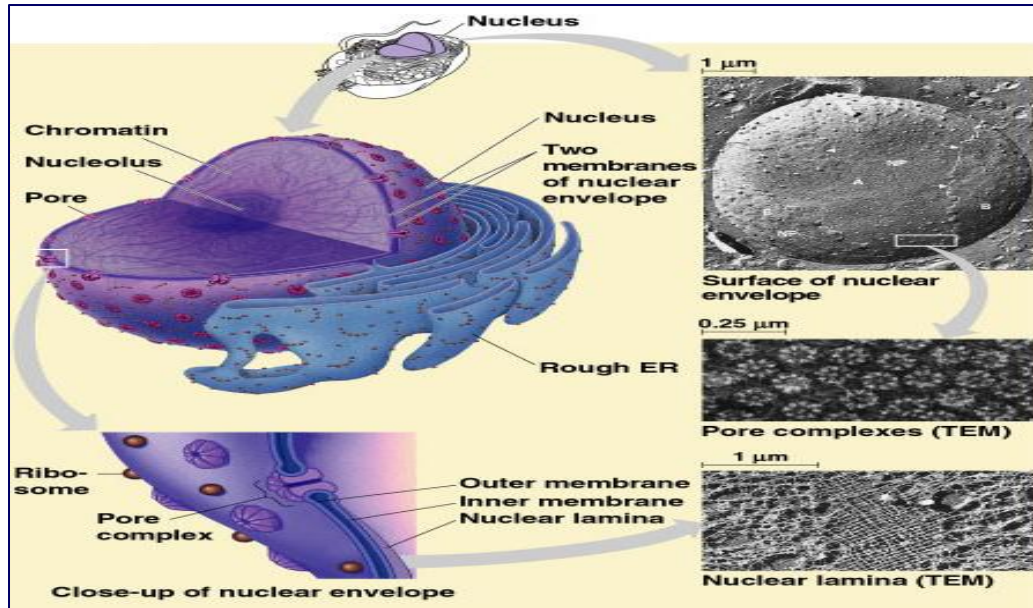 Nucleus
1 µm
Chromatin
Nucleolus
Pore
Nucleus
Two
membranes
of nuclear
envelope
Rough ER
Surface of nuclear
envelope
0.25 µm
Pore complexes (TEM)
1 µm
Nuclear lamina (TEM)
Ribo-
some
Pore
complex
Outer membrane
Inner membrane
Nuclear lamina
Close-up of nuclear envelope
A
B
NP